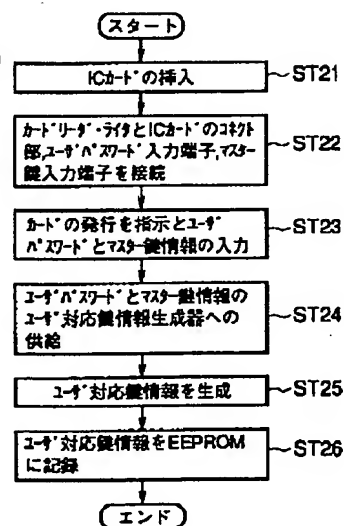 スタート
ICカードの挿入
ST21
カードリーダ・ライタとICカードのコネクト
部,ユーザパスワード入力端子,マスター
鍵入力端子を接続
ST22
カードの発行を指示とユーザ
パスワードとマスター鍵情報の入力
ST23
ユーザパスワードとマスター鍵情報の
ユーザ対応鍵情報生成器への
供給
ST24
ユーザ対応鍵情報を生成
ST25
ユーザ対応鍵情報をEEPROM
に記録
ST26
エンド